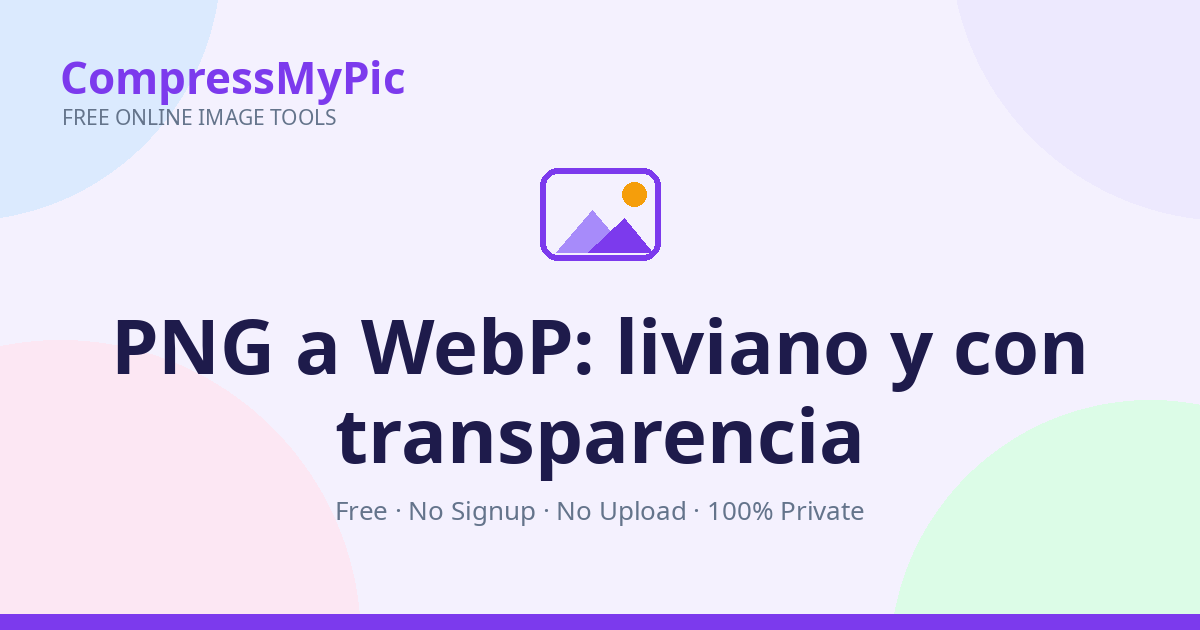 CompressMyPic
FREE ONLINE IMAGE TOOLS
PNG a WebP: liviano y con
transparencia
Free · No Signup · No Upload · 100% Private